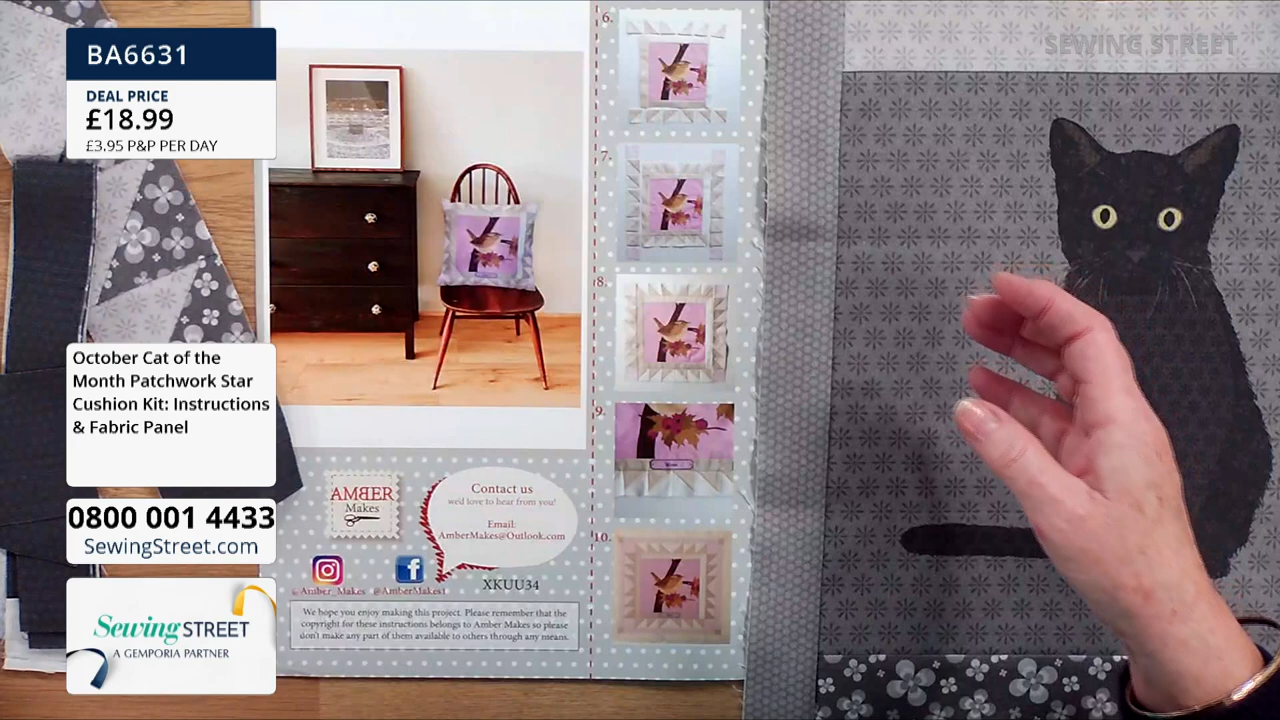 BA6631
DEAL PRICE
£18.99
£3.95 P&P PER DAY
October Cat of the
Month Patchwork Star
Cushion Kit: Instructions
& Fabric Panel
0800 001 4433
SewingStreet.com
Sewing STREET
A GEMPORIA PARTNER
AMBER
Makes
Contact us
we'd love to hear from you!
Email:
AmberMakes@Outlook.com
@Amber_Makes @AmberMakes1
XKUU34
We hope you enjoy making this project. Please remember that the
copyright for these instructions belongs to Amber Makes so please
don't make any part of them available to others through any means.
6.
7.
8.
9.
10.
SEWING STREET